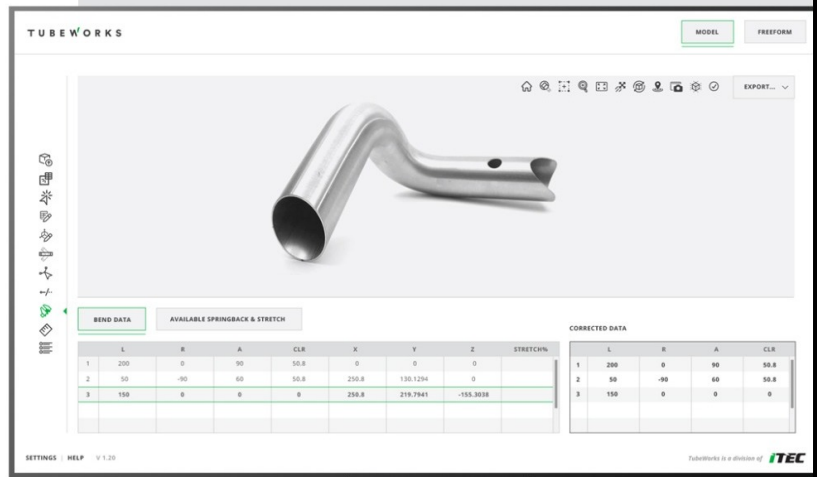 TUBEWORKS
MODEL
FREEFORM
EXPORT...
BEND DATA
AVAILABLE SPRINGBACK & STRETCH
L R A CLR X Y Z STRETCH%
1 200 0 90 50.8 0 0 0
2 50 -90 60 50.8 250.8 130.1294 0
3 150 0 0 0 250.8 219.7941 -155.3038
CORRECTED DATA
L R A CLR
1 200 0 90 50.8
2 50 -90 60 50.8
3 150 0 0 0
SETTINGS | HELP V 1.20
TubeWorks is a division of iTEC